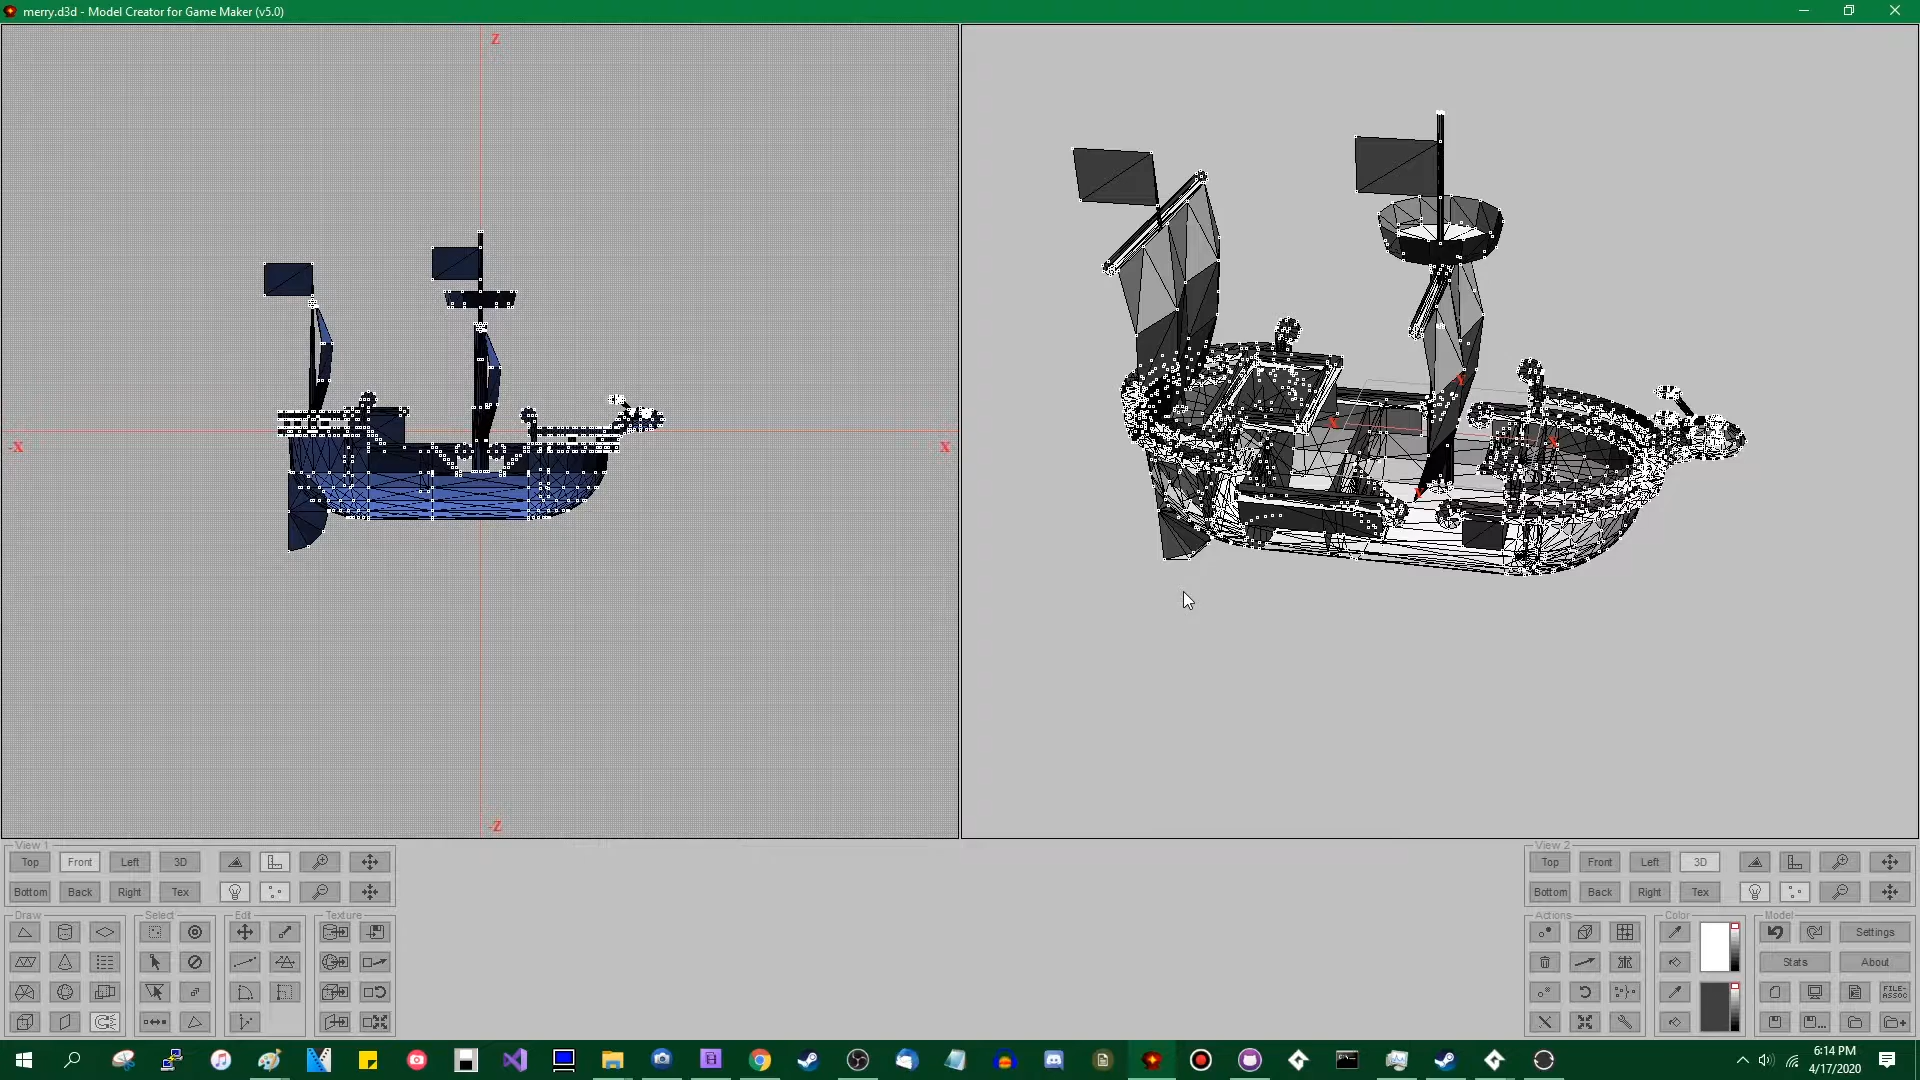 merry.d3d - Model Creator for Game Maker (v5.0)
Z
-X
X
-Z
Y
X
X
Y
View 1
Top
Front
Left
3D
Bottom
Back
Right
Tex
Draw
Select
Edit
Texture
View 2
Top
Front
Left
3D
Bottom
Back
Right
Tex
Actions
Color
Model
Settings
Stats
About
FILE-
ASSOC
6:14 PM
4/17/2020